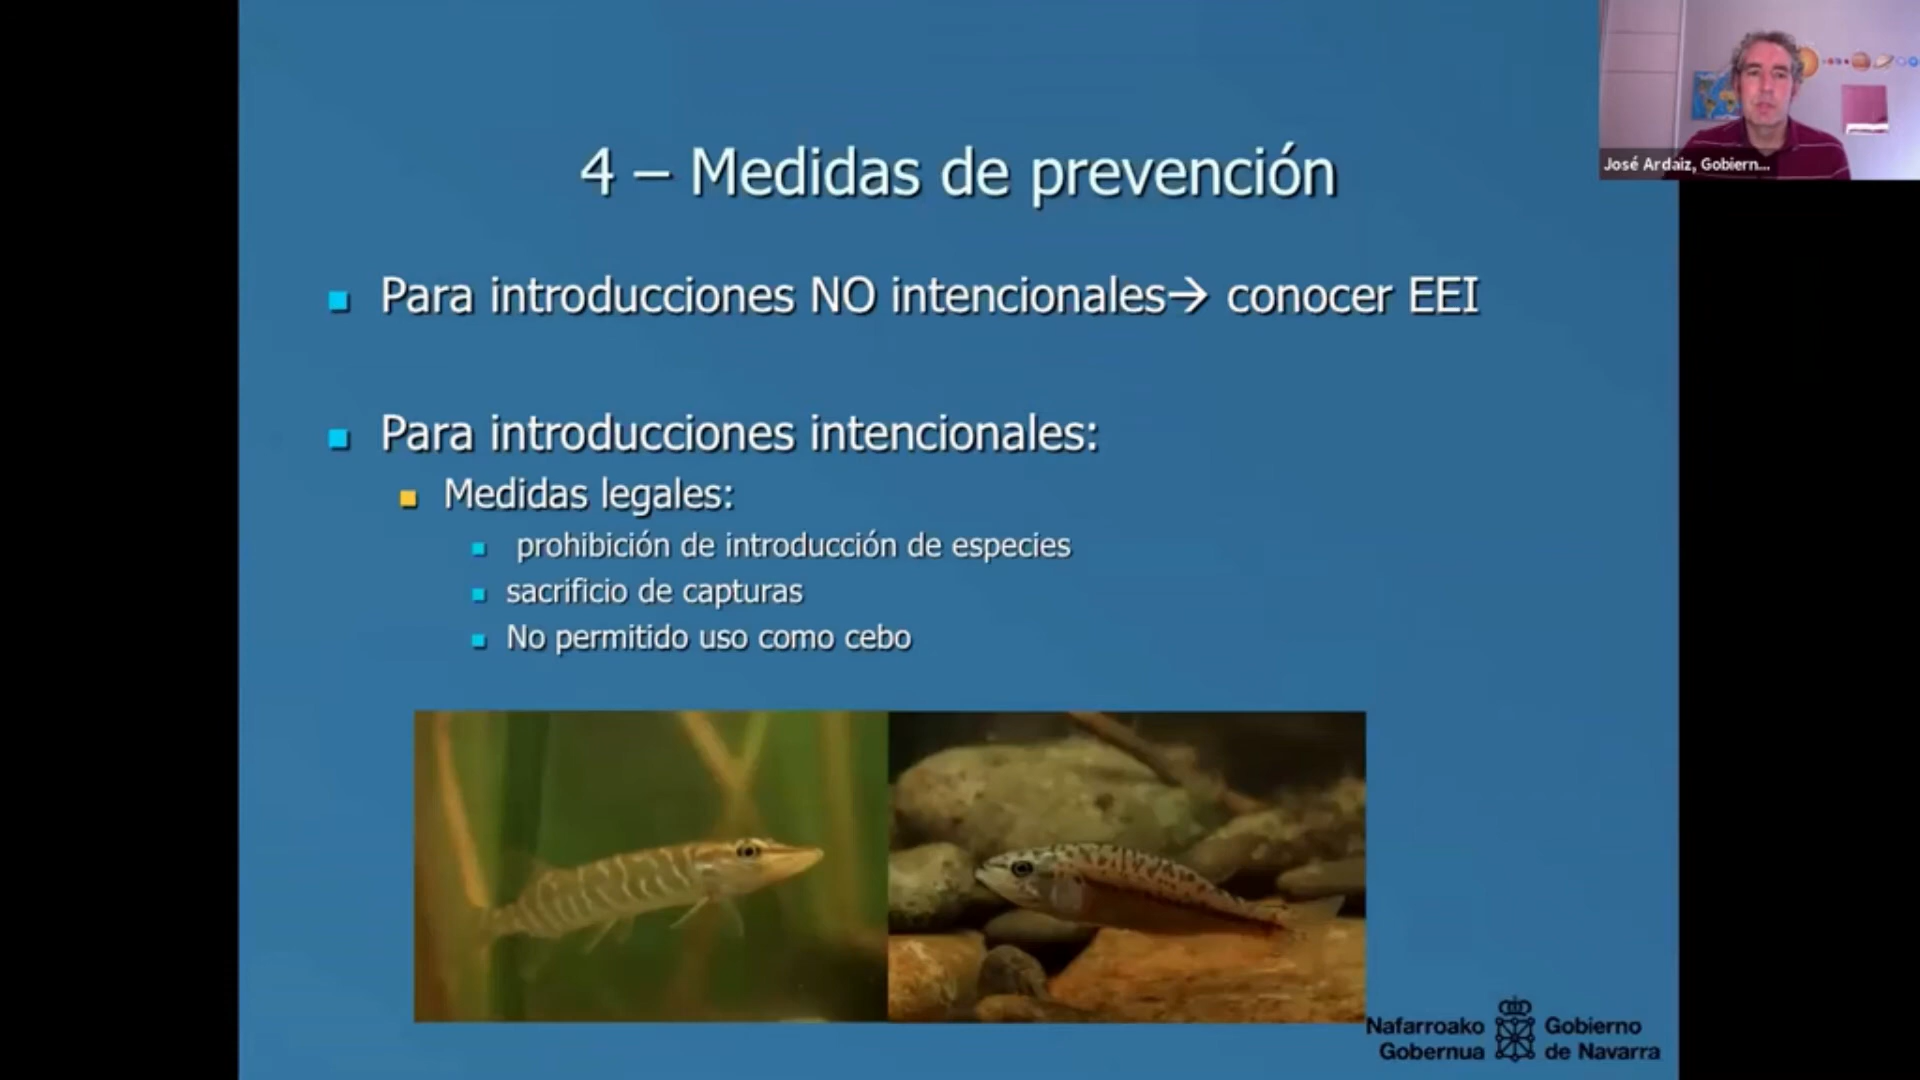 4 – Medidas de prevención
Para introducciones NO intencionales→ conocer EEI
Para introducciones intencionales:
Medidas legales:
prohibición de introducción de especies
sacrificio de capturas
No permitido uso como cebo
José Ardaiz, Gobiern...
Nafarroako
Gobernua
Gobierno
de Navarra